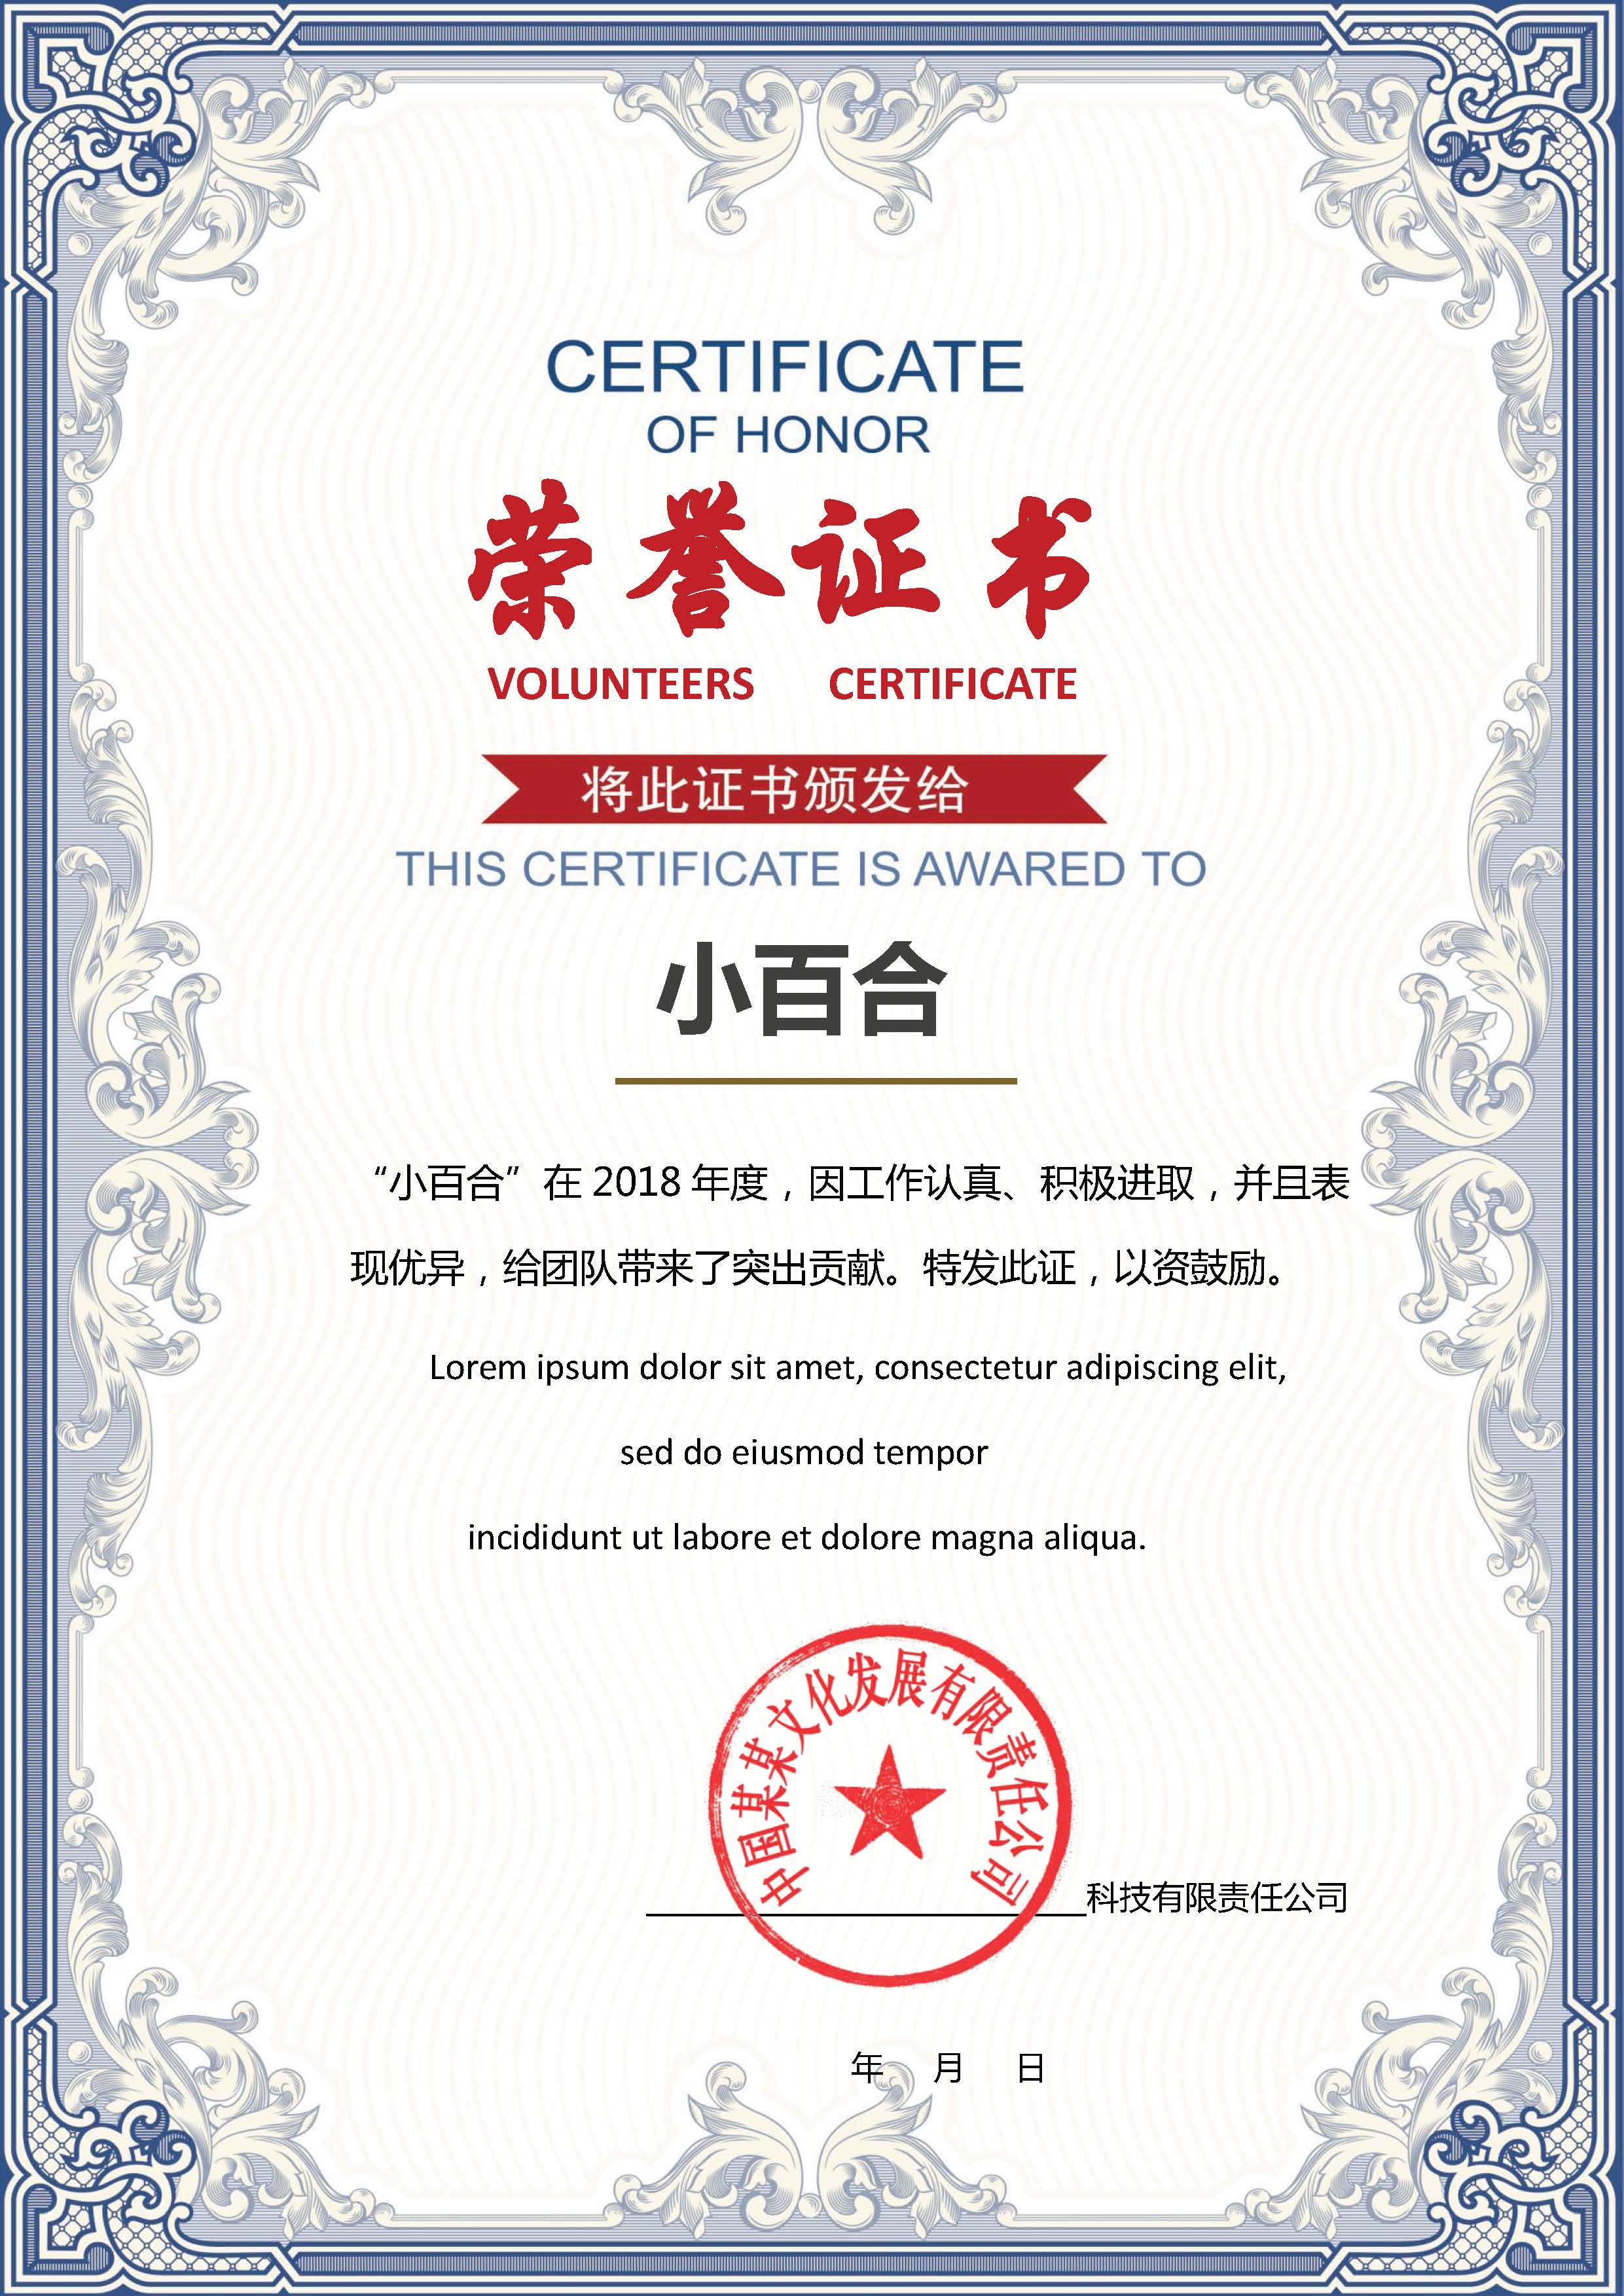 CERTIFICATE
OF HONOR
荣誉证书
VOLUNTEERS CERTIFICATE
将此证书颁发给
THIS CERTIFICATE IS AWARED TO
小百合
“小百合”在 2018 年度，因工作认真、积极进取，并且表
现优异，给团队带来了突出贡献。特发此证，以资鼓励。
Lorem ipsum dolor sit amet, consectetur adipiscing elit,
sed do eiusmod tempor
incididunt ut labore et dolore magna aliqua.
中国某某文化发展有限责任公司
科技有限责任公司
年 月 日